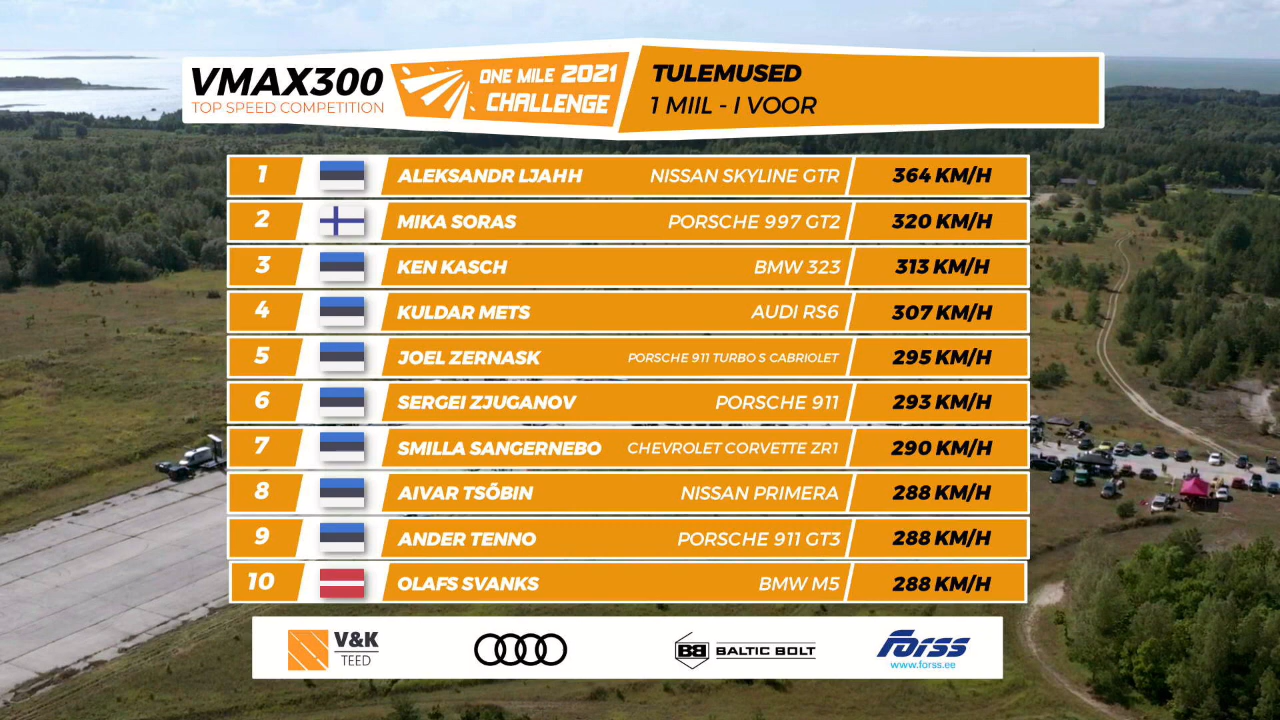 VMAX300
TOP SPEED COMPETITION
ONE MILE 2021
CHALLENGE
TULEMUSED
1 MIIL - I VOOR
1 ALEKSANDR LJAHH NISSAN SKYLINE GTR 364 KM/H
2 MIKA SORAS PORSCHE 997 GT2 320 KM/H
3 KEN KASCH BMW 323 313 KM/H
4 KULDAR METS AUDI RS6 307 KM/H
5 JOEL ZERNASK PORSCHE 911 TURBO S CABRIOLET 295 KM/H
6 SERGEI ZJUGANOV PORSCHE 911 293 KM/H
7 SMILLA SANGERNEBO CHEVROLET CORVETTE ZR1 290 KM/H
8 AIVAR TSÕBIN NISSAN PRIMERA 288 KM/H
9 ANDER TENNO PORSCHE 911 GT3 288 KM/H
10 OLAFS SVANKS BMW M5 288 KM/H
V&K
TEED
BB BALTIC BOLT
Forss
www.forss.ee